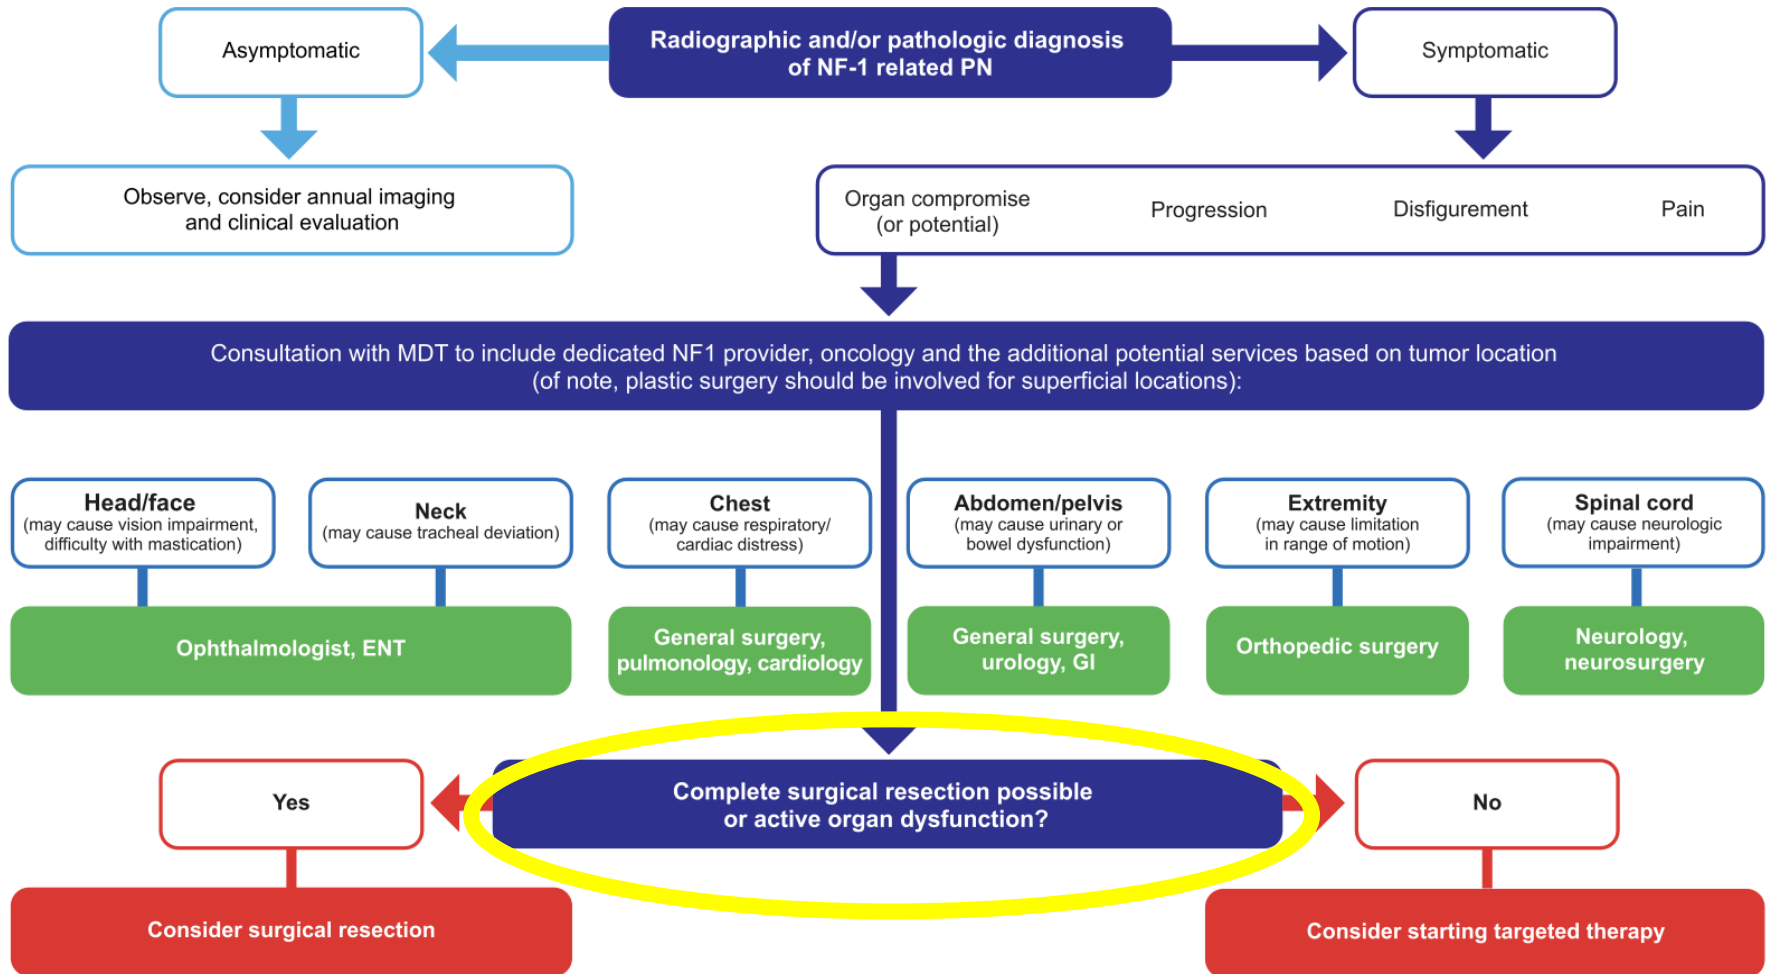 Asymptomatic
Radiographic and/or pathologic diagnosis
of NF-1 related PN
Symptomatic
Observe, consider annual imaging
and clinical evaluation
Organ compromise
(or potential)
Progression
Disfigurement
Pain
Consultation with MDT to include dedicated NF1 provider, oncology and the additional potential services based on tumor location
(of note, plastic surgery should be involved for superficial locations):
Head/face
(may cause vision impairment,
difficulty with mastication)
Neck
(may cause tracheal deviation)
Chest
(may cause respiratory/
cardiac distress)
Abdomen/pelvis
(may cause urinary or
bowel dysfunction)
Extremity
(may cause limitation
in range of motion)
Spinal cord
(may cause neurologic
impairment)
Ophthalmologist, ENT
General surgery,
pulmonology, cardiology
General surgery,
urology, GI
Orthopedic surgery
Neurology,
neurosurgery
Yes
Complete surgical resection possible
or active organ dysfunction?
No
Consider surgical resection
Consider starting targeted therapy